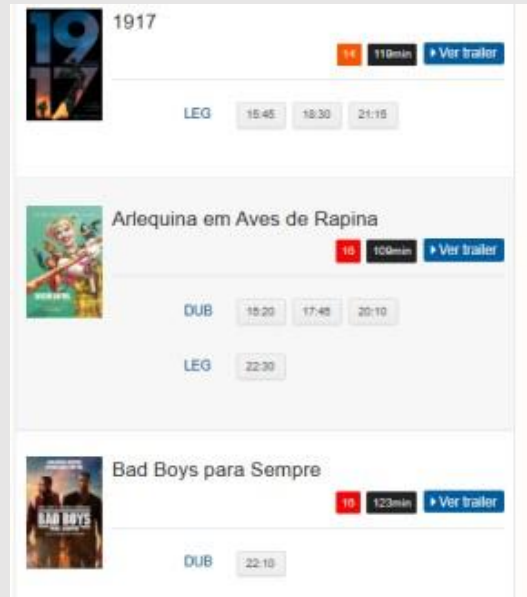 1917
14 119min Ver trailer
LEG 15:45 18:30 21:15
Arlequina em Aves de Rapina
16 109min Ver trailer
DUB 15:20 17:45 20:10
LEG 22:30
Bad Boys para Sempre
16 123min Ver trailer
BAD BOYS
DUB 22:10